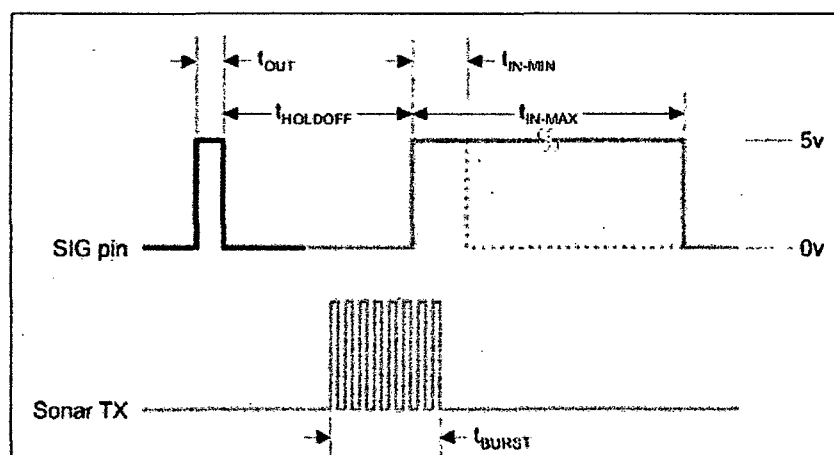 tOUT
tIN-MIN
tHOLDOFF
tIN-MAX
5v
SIG pin
0v
Sonar TX
tBURST